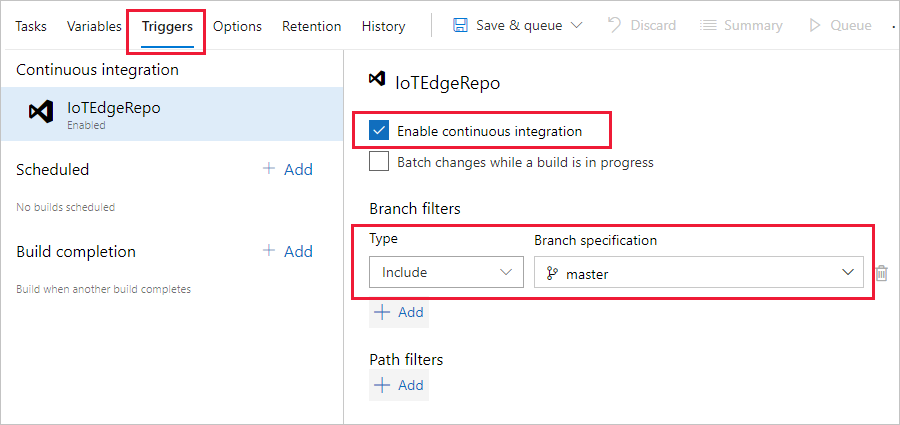 Tasks Variables Triggers Options Retention History Save & queue Discard Summary Queue
Continuous integration
IoTEdgeRepo
Enabled
Scheduled + Add
No builds scheduled
Build completion + Add
Build when another build completes
IoTEdgeRepo
Enable continuous integration
Batch changes while a build is in progress
Branch filters
Type Branch specification
Include master
+ Add
Path filters
+ Add